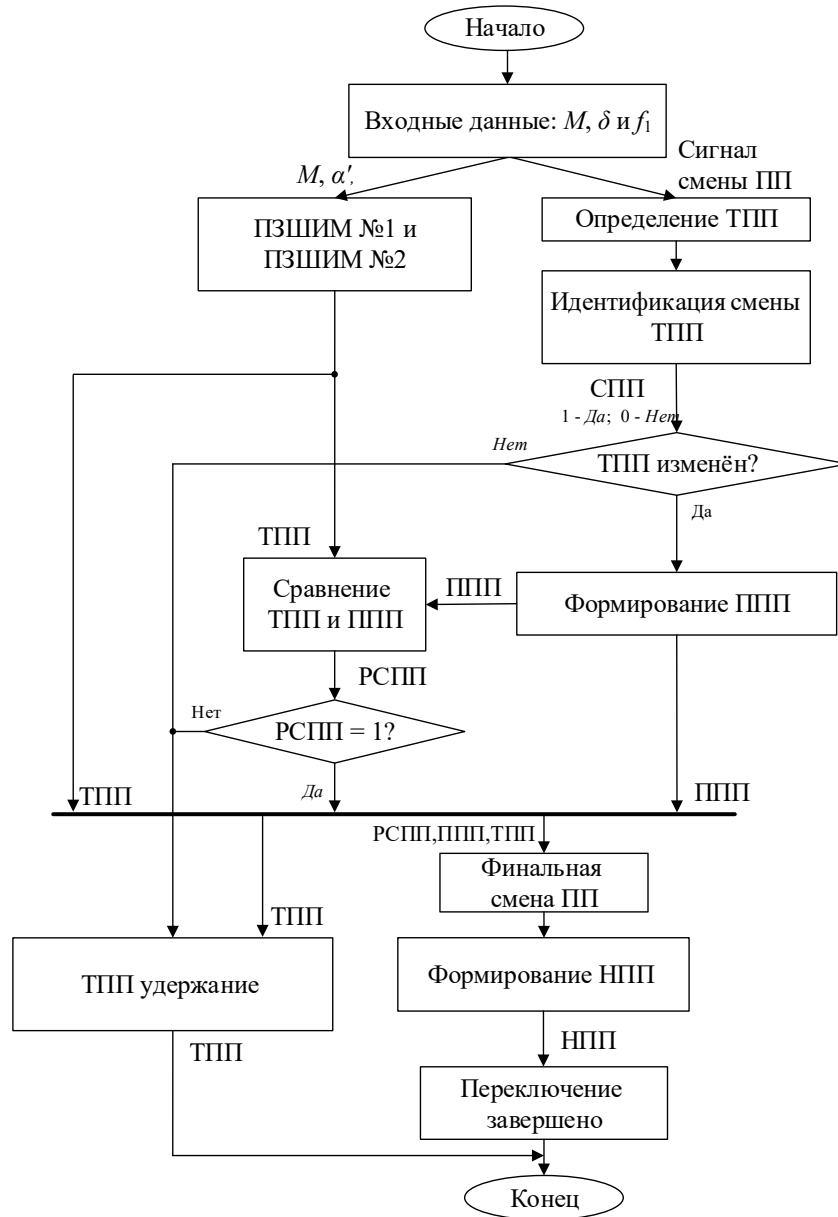 Начало
Входные данные: M, δ и f₁
M, α′,
Сигнал
смены ПП
ПЗШИМ №1 и
ПЗШИМ №2
Определение ТПП
Идентификация смены
ТПП
СПП
1 - Да; 0 - Нет
Нет
ТПП изменён?
Да
ТПП
Сравнение
ТПП и ППП
ППП
Формирование ППП
РСПП
Нет
РСПП = 1?
Да
ТПП
ППП
РСПП,ППП,ТПП
Финальная
смена ПП
ТПП
ТПП удержание
Формирование НПП
ТПП
НПП
Переключение
завершено
Конец